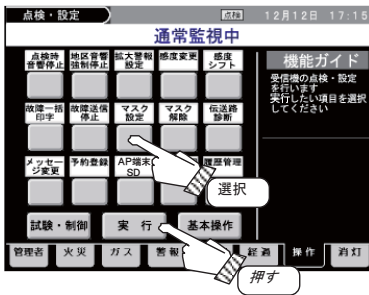 点検・設定
点検
12月12日 17:15
通常監視中
点検時
音響停止
地区音響
強制停止
拡大警報
設定
感度変更
感度
シフト
故障一括
印字
故障送信
停止
マスク
設定
マスク
解除
伝送路
診断
メッセー
ジ変更
予約登録
AP端末
SD
履歴管理
機能ガイド
受信機の点検・設定
を行います
実行したい項目を選択
してください
選択
試験・制御
実 行
基本操作
管理者
火 災
ガ ス
警 報
経 過
操 作
消 灯
押す